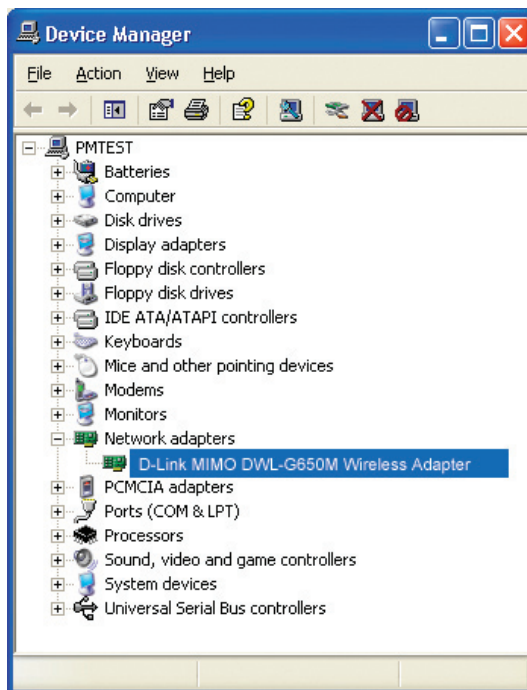 Device Manager
File Action View Help
PMTEST
Batteries
Computer
Disk drives
Display adapters
Floppy disk controllers
Floppy disk drives
IDE ATA/ATAPI controllers
Keyboards
Mice and other pointing devices
Modems
Monitors
Network adapters
D-Link MIMO DWL-G650M Wireless Adapter
PCMCIA adapters
Ports (COM & LPT)
Processors
Sound, video and game controllers
System devices
Universal Serial Bus controllers